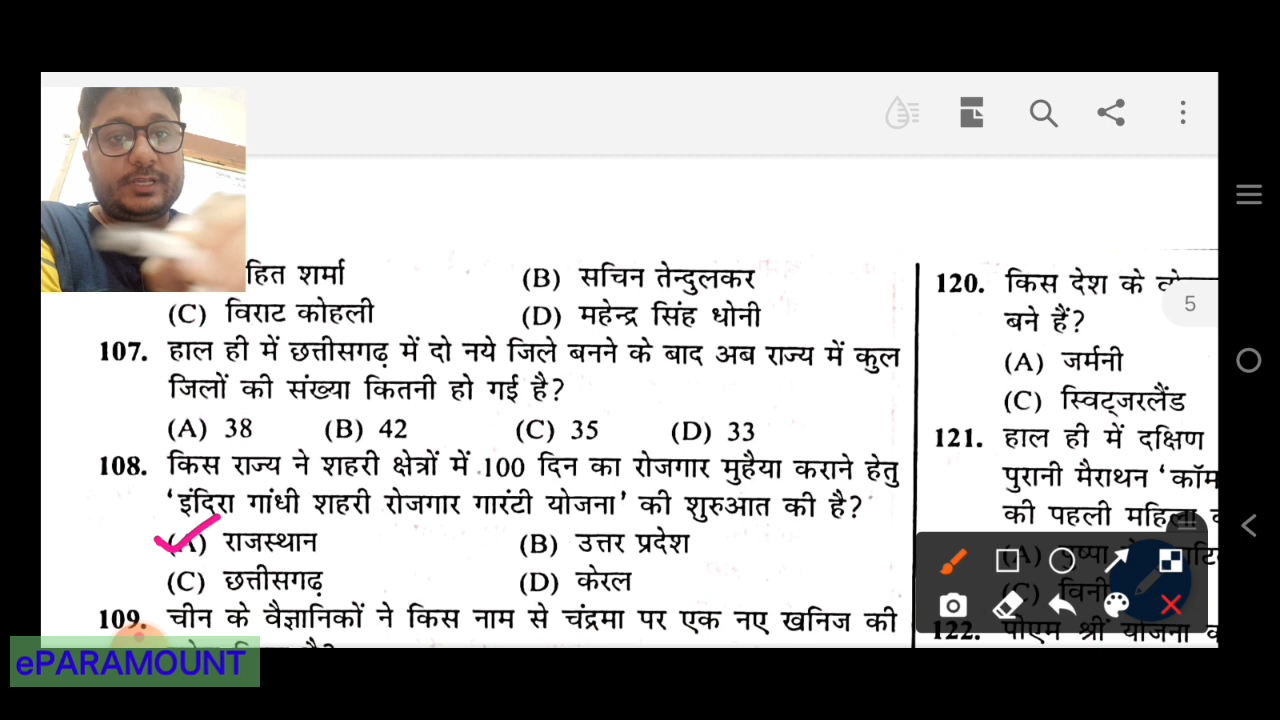 हित शर्मा
(B) सचिन तेन्दुलकर
(C) विराट कोहली
(D) महेन्द्र सिंह धोनी
107. हाल ही में छत्तीसगढ़ में दो नये जिले बनने के बाद अब राज्य में कुल
जिलों की संख्या कितनी हो गई है?
(A) 38 (B) 42 (C) 35 (D) 33
108. किस राज्य ने शहरी क्षेत्रों में 100 दिन का रोजगार मुहैया कराने हेतु
'इंदिरा गांधी शहरी रोजगार गारंटी योजना' की शुरुआत की है?
(A) राजस्थान (B) उत्तर प्रदेश
(C) छत्तीसगढ़ (D) केरल
109. चीन के वैज्ञानिकों ने किस नाम से चंद्रमा पर एक नए खनिज की
120. किस देश के
बने हैं?
(A) जर्मनी
(C) स्विट्जरलैंड
121. हाल ही में दक्षिण
पुरानी मैराथन 'कॉम
की पहली महिला
(A)
(C) विनी
122. पीएम श्री योजना
5
ePARAMOUNT